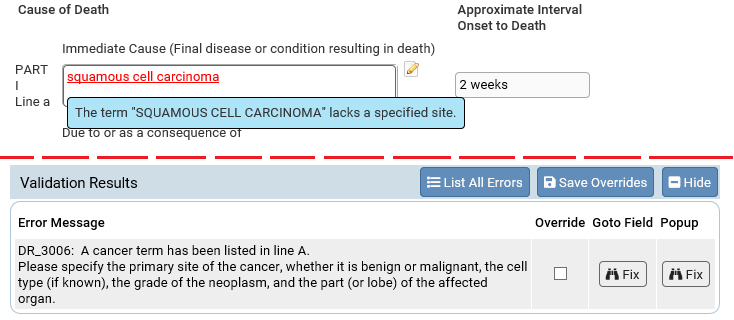 Cause of Death
Approximate Interval
Onset to Death
Immediate Cause (Final disease or condition resulting in death)
PART
I
Line a
squamous cell carcinoma
2 weeks
The term "SQUAMOUS CELL CARCINOMA" lacks a specified site.
Due to or as a consequence of
Validation Results
List All Errors
Save Overrides
Hide
Error Message
Override
Goto Field
Popup
DR_3006:  A cancer term has been listed in line A.
Please specify the primary site of the cancer, whether it is benign or malignant, the cell
type (if known), the grade of the neoplasm, and the part (or lobe) of the affected
organ.
Fix
Fix